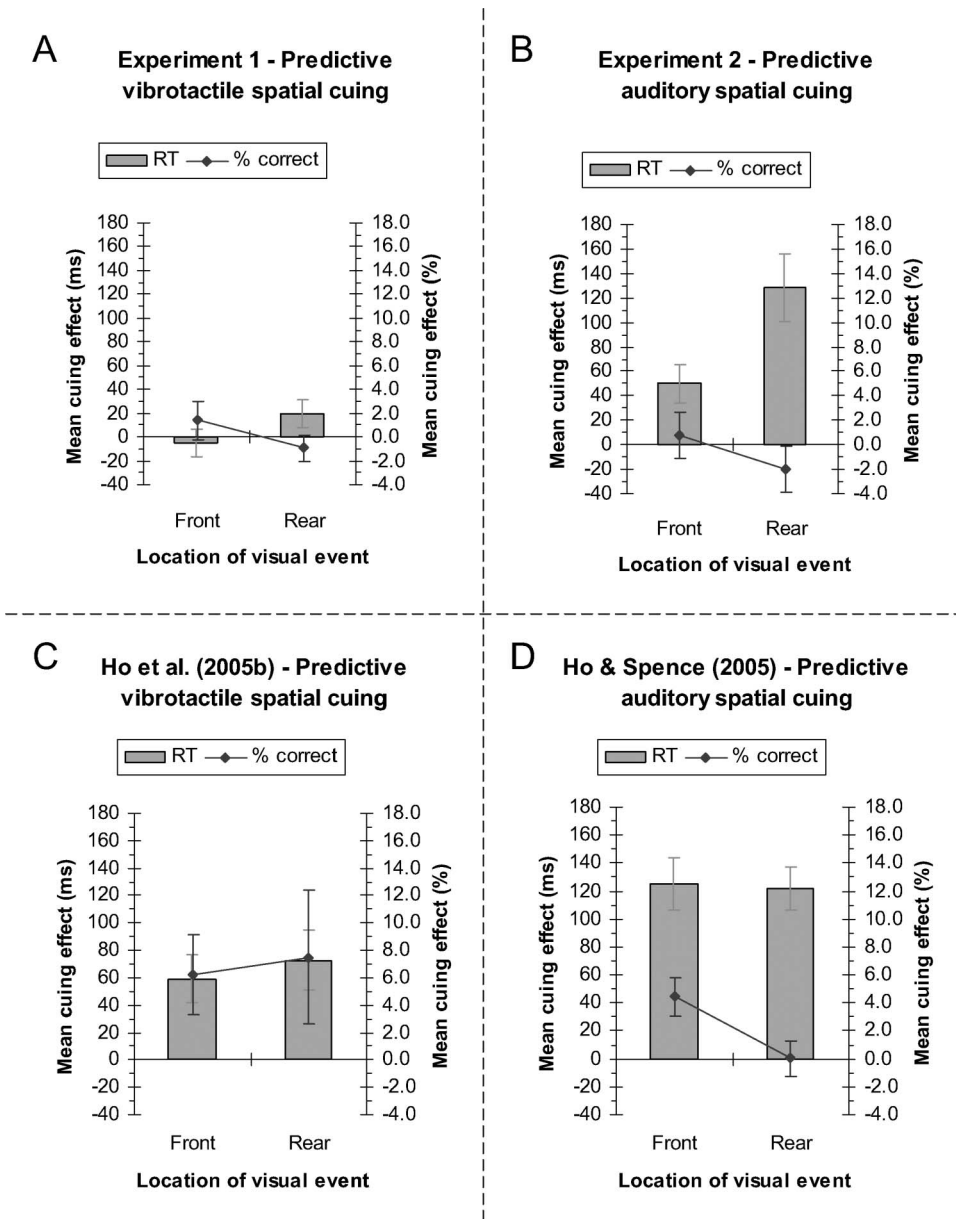 A
Experiment 1 - Predictive
vibrotactile spatial cuing
RT
% correct
Mean cuing effect (ms)
180
160
140
120
100
80
60
40
20
0
-20
-40
18.0
16.0
14.0
12.0
10.0
8.0
6.0
4.0
2.0
0.0
-2.0
-4.0
Mean cuing effect (%)
Front
Rear
Location of visual event
B
Experiment 2 - Predictive
auditory spatial cuing
RT
% correct
Mean cuing effect (ms)
180
160
140
120
100
80
60
40
20
0
-20
-40
18.0
16.0
14.0
12.0
10.0
8.0
6.0
4.0
2.0
0.0
-2.0
-4.0
Mean cuing effect (%)
Front
Rear
Location of visual event
C
Ho et al. (2005b) - Predictive
vibrotactile spatial cuing
RT
% correct
Mean cuing effect (ms)
180
160
140
120
100
80
60
40
20
0
-20
-40
18.0
16.0
14.0
12.0
10.0
8.0
6.0
4.0
2.0
0.0
-2.0
-4.0
Mean cuing effect (%)
Front
Rear
Location of visual event
D
Ho & Spence (2005) - Predictive
auditory spatial cuing
RT
% correct
Mean cuing effect (ms)
180
160
140
120
100
80
60
40
20
0
-20
-40
18.0
16.0
14.0
12.0
10.0
8.0
6.0
4.0
2.0
0.0
-2.0
-4.0
Mean cuing effect (%)
Front
Rear
Location of visual event